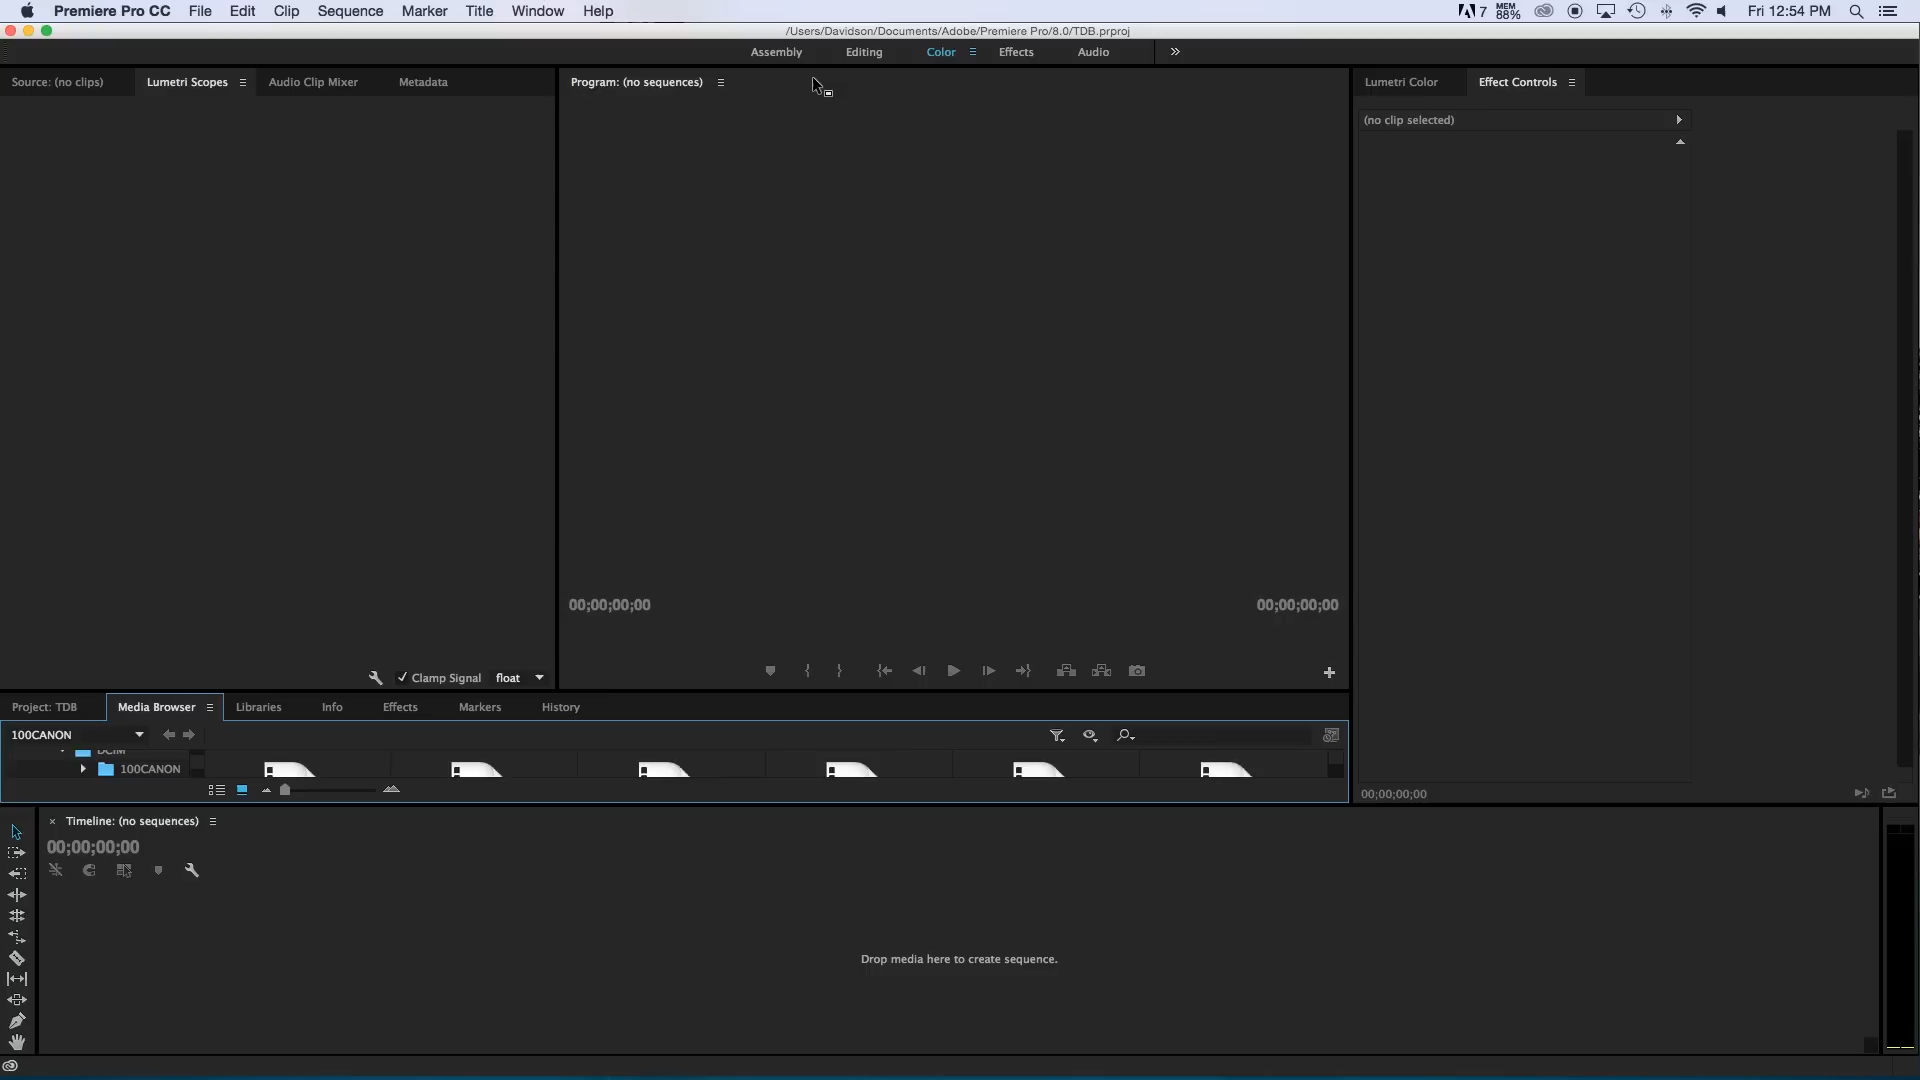 Premiere Pro CC File Edit Clip Sequence Marker Title Window Help 7 MEM 88% Fri 12:54 PM
/Users/Davidson/Documents/Adobe/Premiere Pro/8.0/TDB.prproj
Assembly Editing Color Effects Audio
Source: (no clips) Lumetri Scopes Audio Clip Mixer Metadata
Program: (no sequences)
Lumetri Color Effect Controls
(no clip selected)
00;00;00;00 00;00;00;00
Clamp Signal float
Project: TDB Media Browser Libraries Info Effects Markers History
100CANON
DCIM
100CANON
00;00;00;00
Timeline: (no sequences)
00;00;00;00
Drop media here to create sequence.